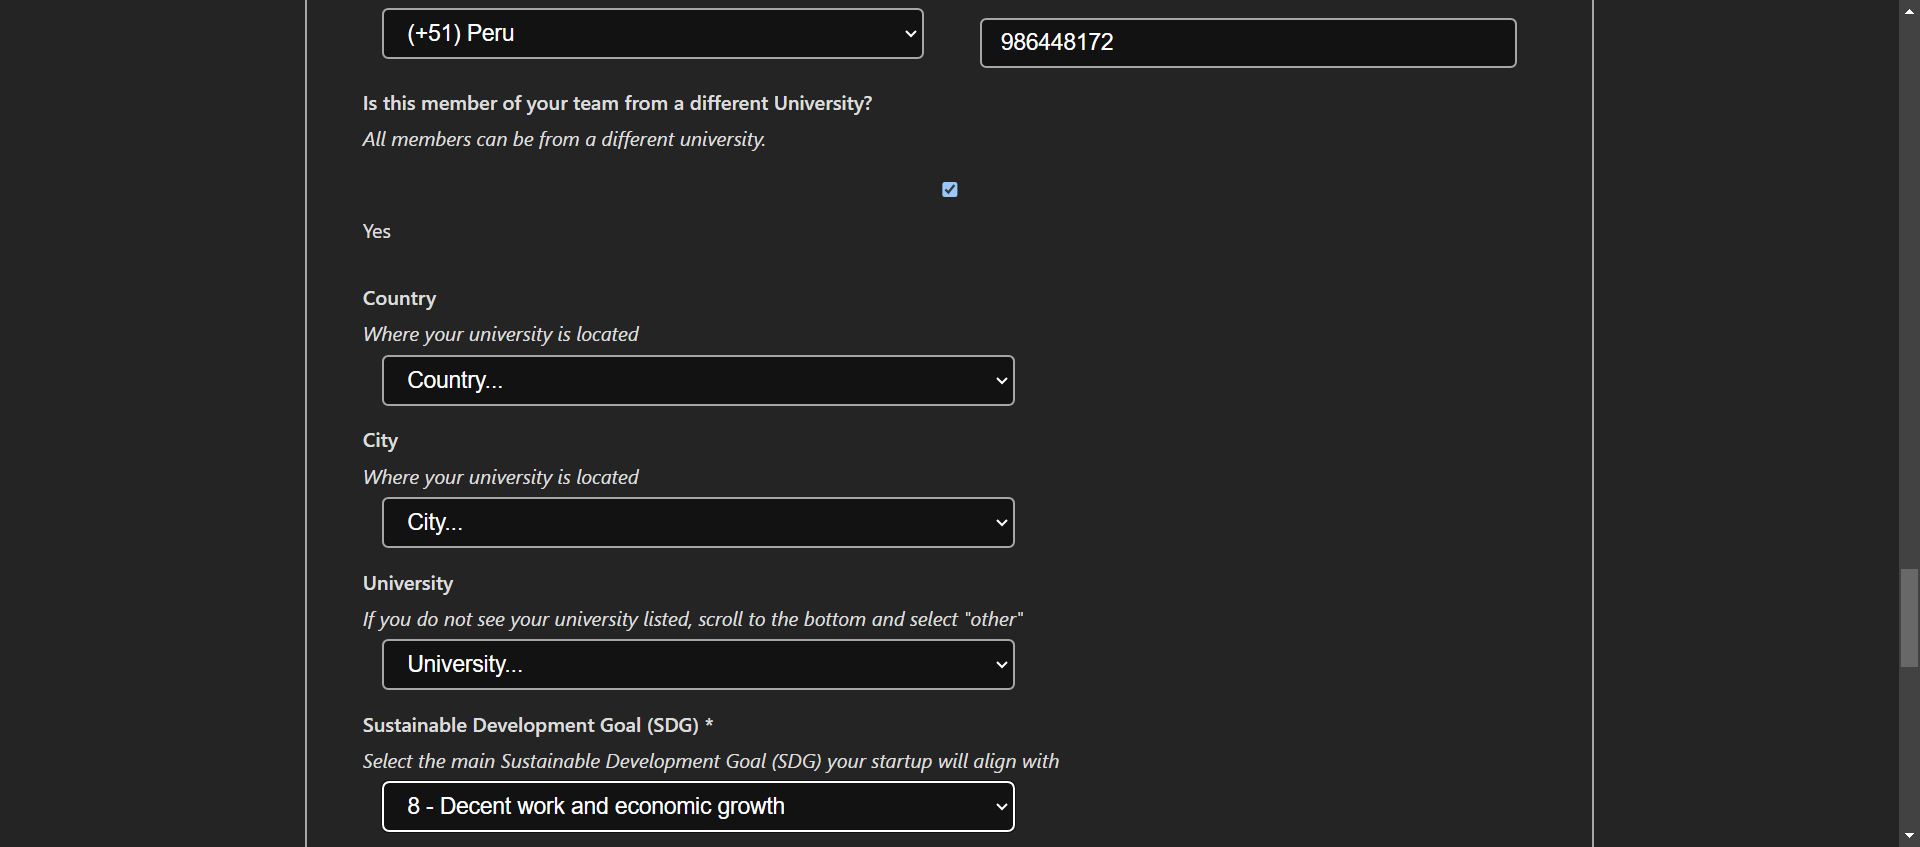 (+51) Peru
986448172
Is this member of your team from a different University?
All members can be from a different university.
Yes
Country
Where your university is located
Country...
City
Where your university is located
City...
University
If you do not see your university listed, scroll to the bottom and select "other"
University...
Sustainable Development Goal (SDG) *
Select the main Sustainable Development Goal (SDG) your startup will align with
8 - Decent work and economic growth